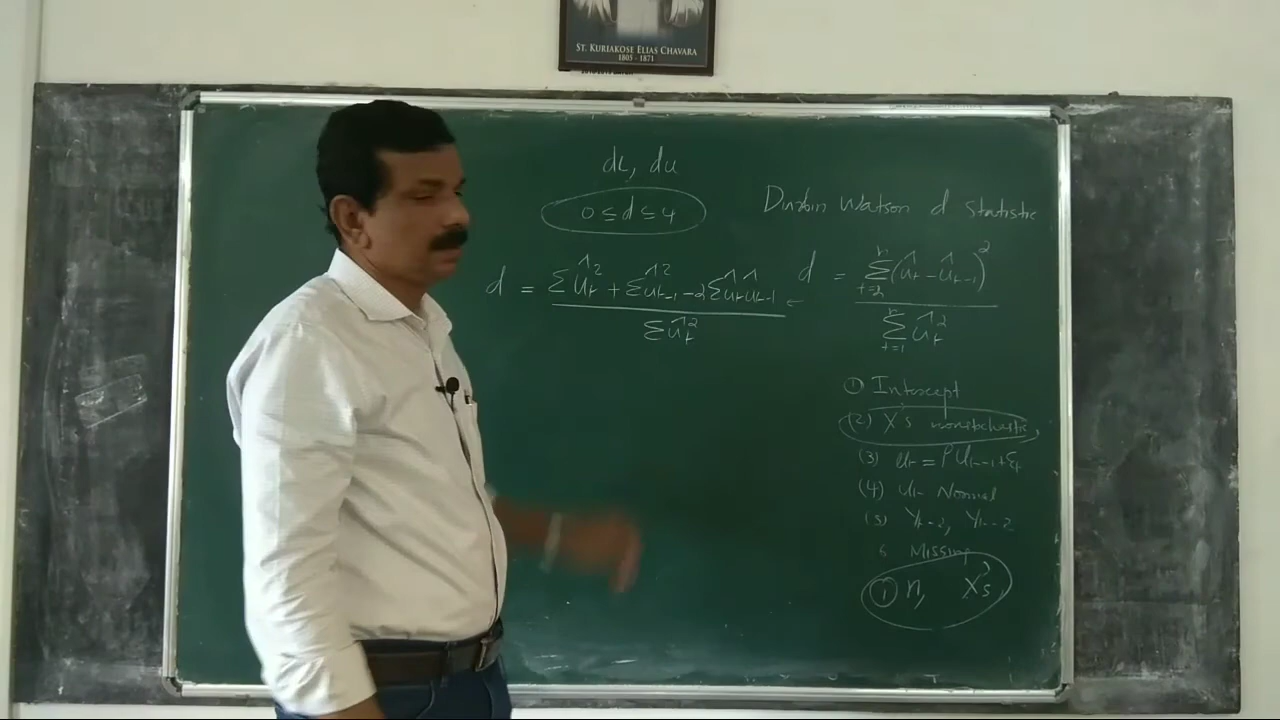 ST. KURIAKOSE ELIAS CHAVARA
1805 - 1871
dL, du
0 ≤ d ≤ 4
Durbin Watson d Statistic
d = Σû²t + Σû²t-1 - 2Σûtût-1 / Σû²t
d = Σ(ût - ût-1)² / Σû²t
t=2 n
t=1 n
① Intercept
(2) X's nonstochastic,
(3) ut = ρut-1+εt
(4) ut Normal
(5) Yt-2, Yt-2
6 Missing
① n, X's